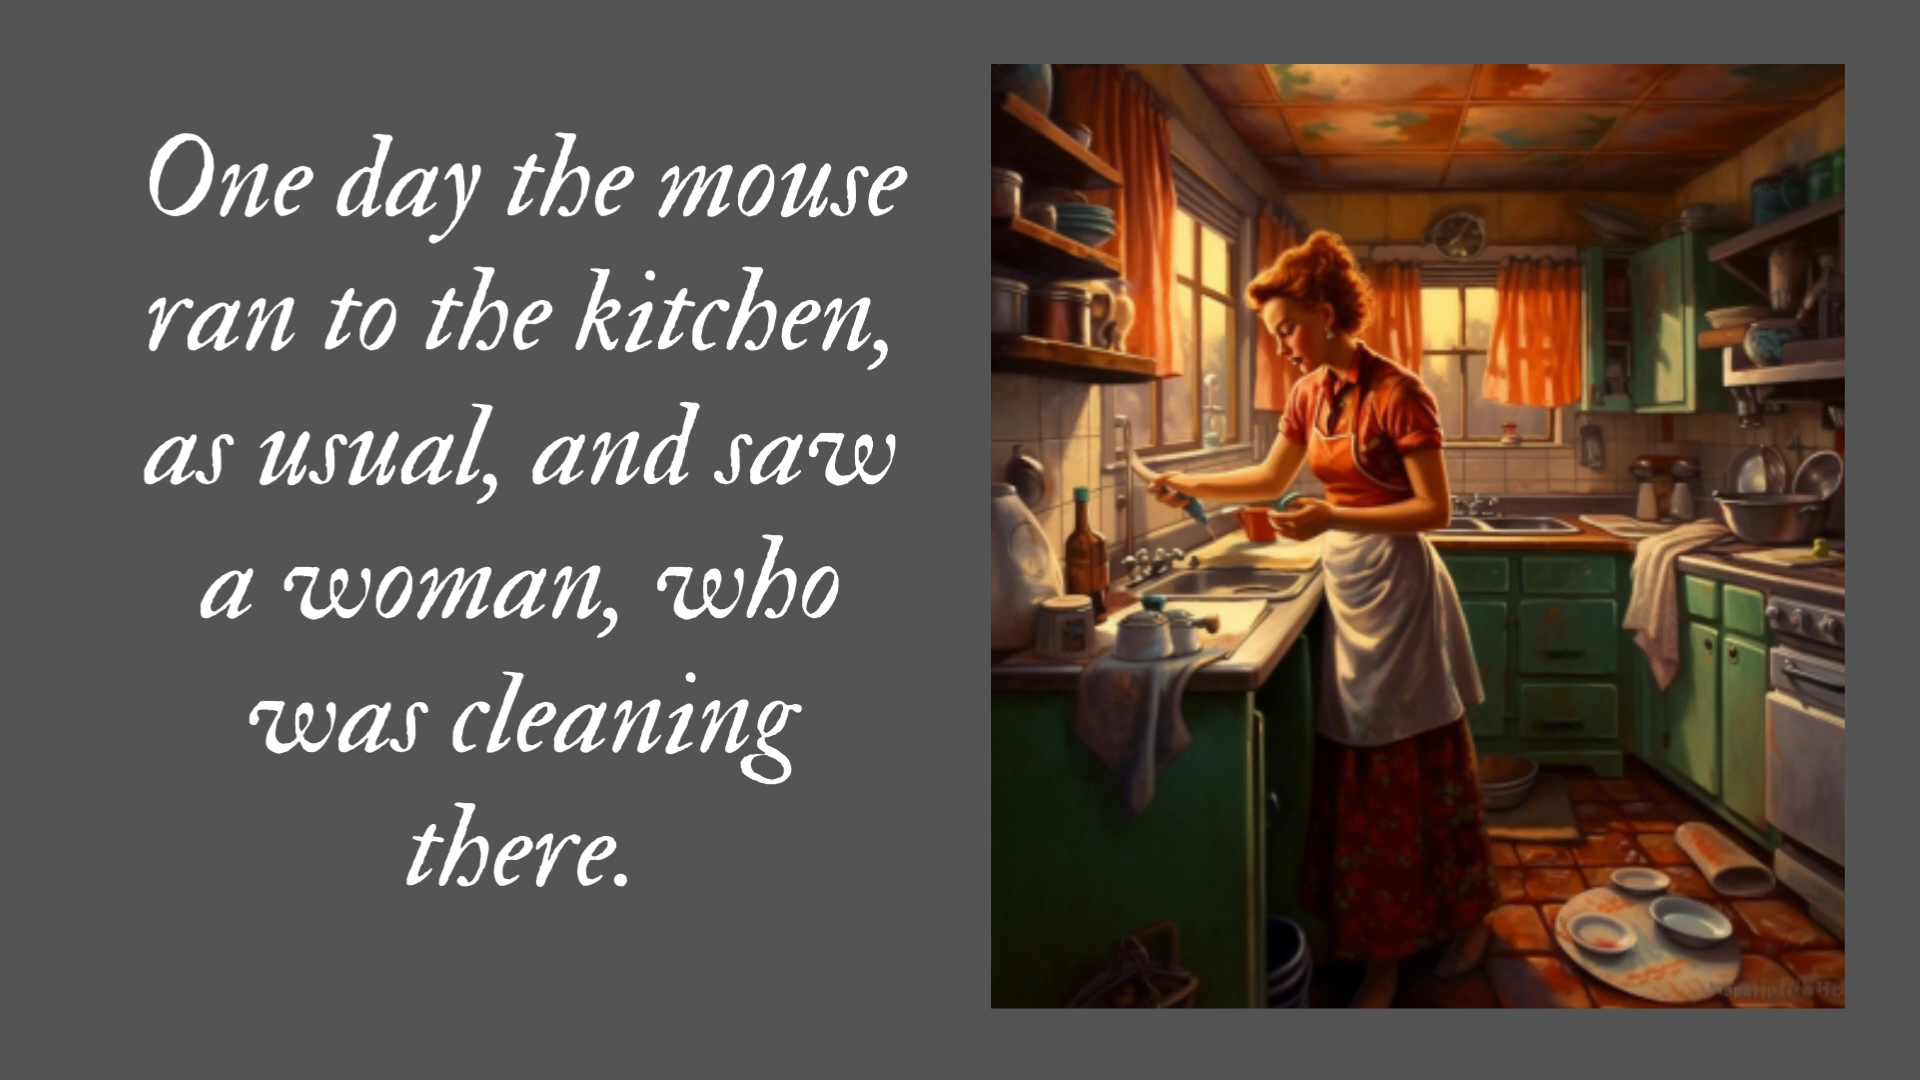 One day the mouse
ran to the kitchen,
as usual, and saw
a woman, who
was cleaning
there.